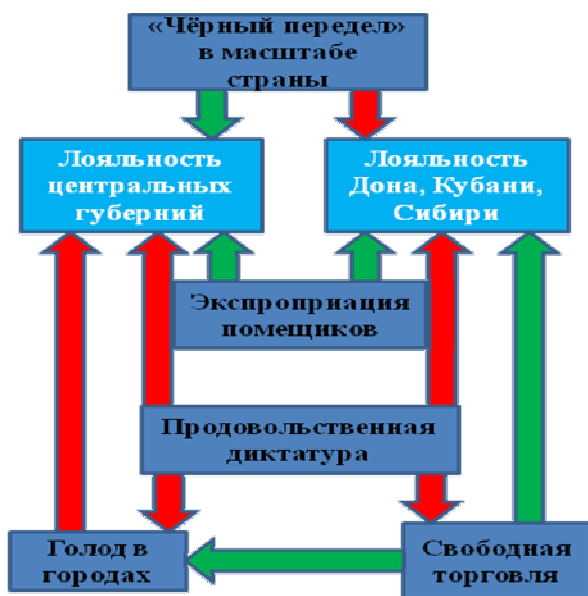 «Чёрный передел»
в масштабе
страны
Лояльность
центральных
губерний
Лояльность
Дона, Кубани,
Сибири
Экспроприация
помещиков
Продовольственная
диктатура
Голод в
городах
Свободная
торговля